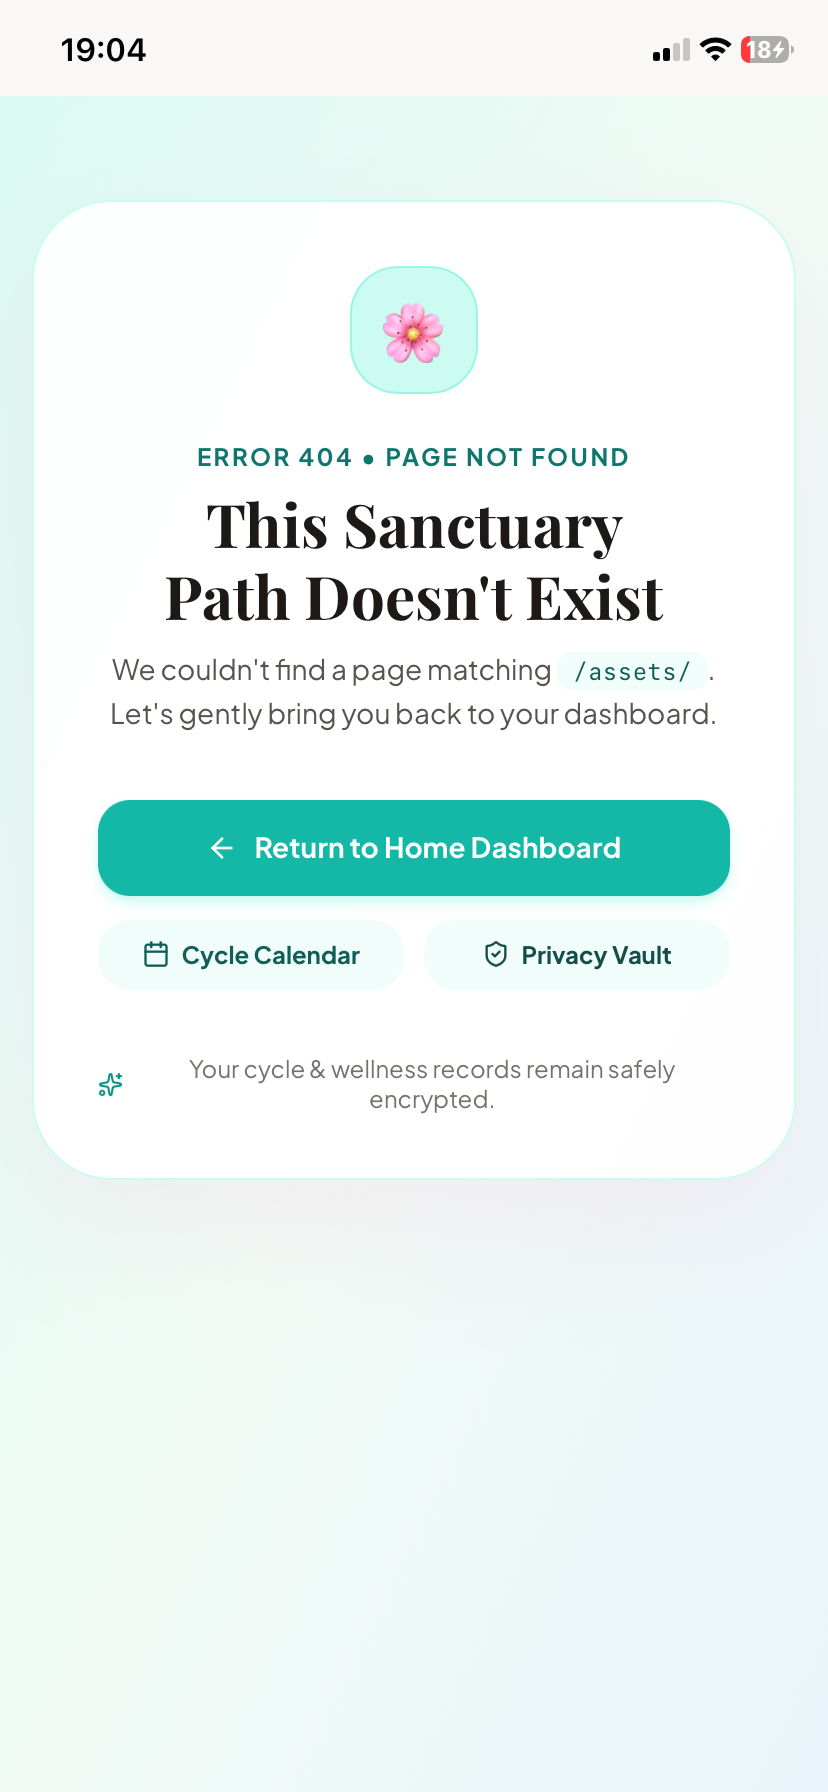 19:04
18
ERROR 404 • PAGE NOT FOUND
This Sanctuary
Path Doesn't Exist
We couldn't find a page matching /assets/ .
Let's gently bring you back to your dashboard.
Return to Home Dashboard
Cycle Calendar
Privacy Vault
Your cycle & wellness records remain safely
encrypted.